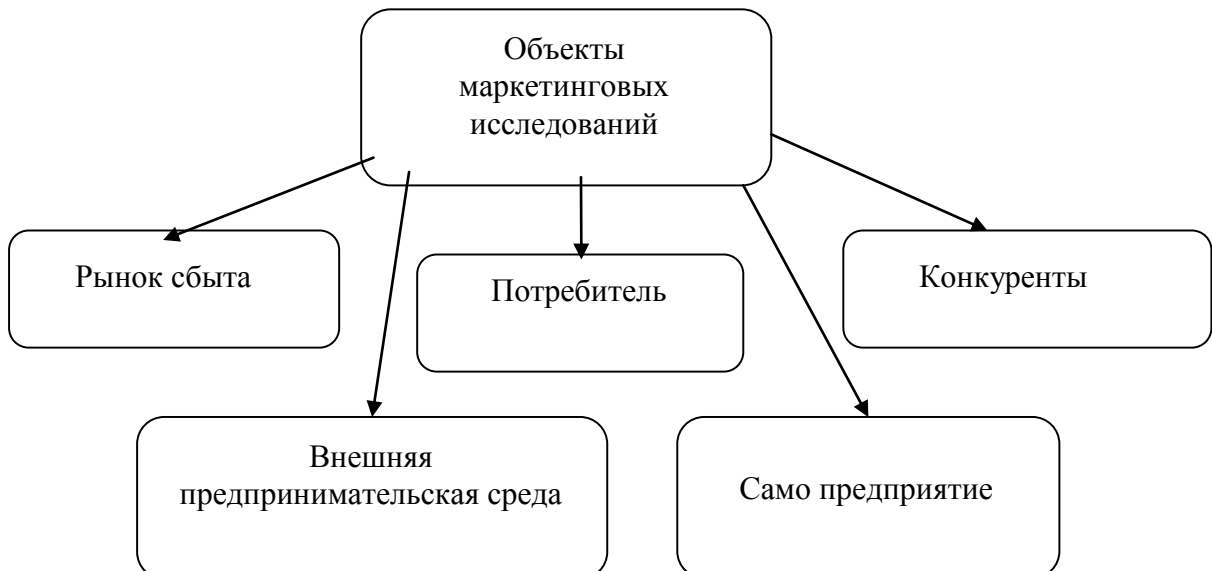 Объекты
маркетинговых
исследований
Рынок сбыта
Потребитель
Конкуренты
Внешняя
предпринимательская среда
Само предприятие